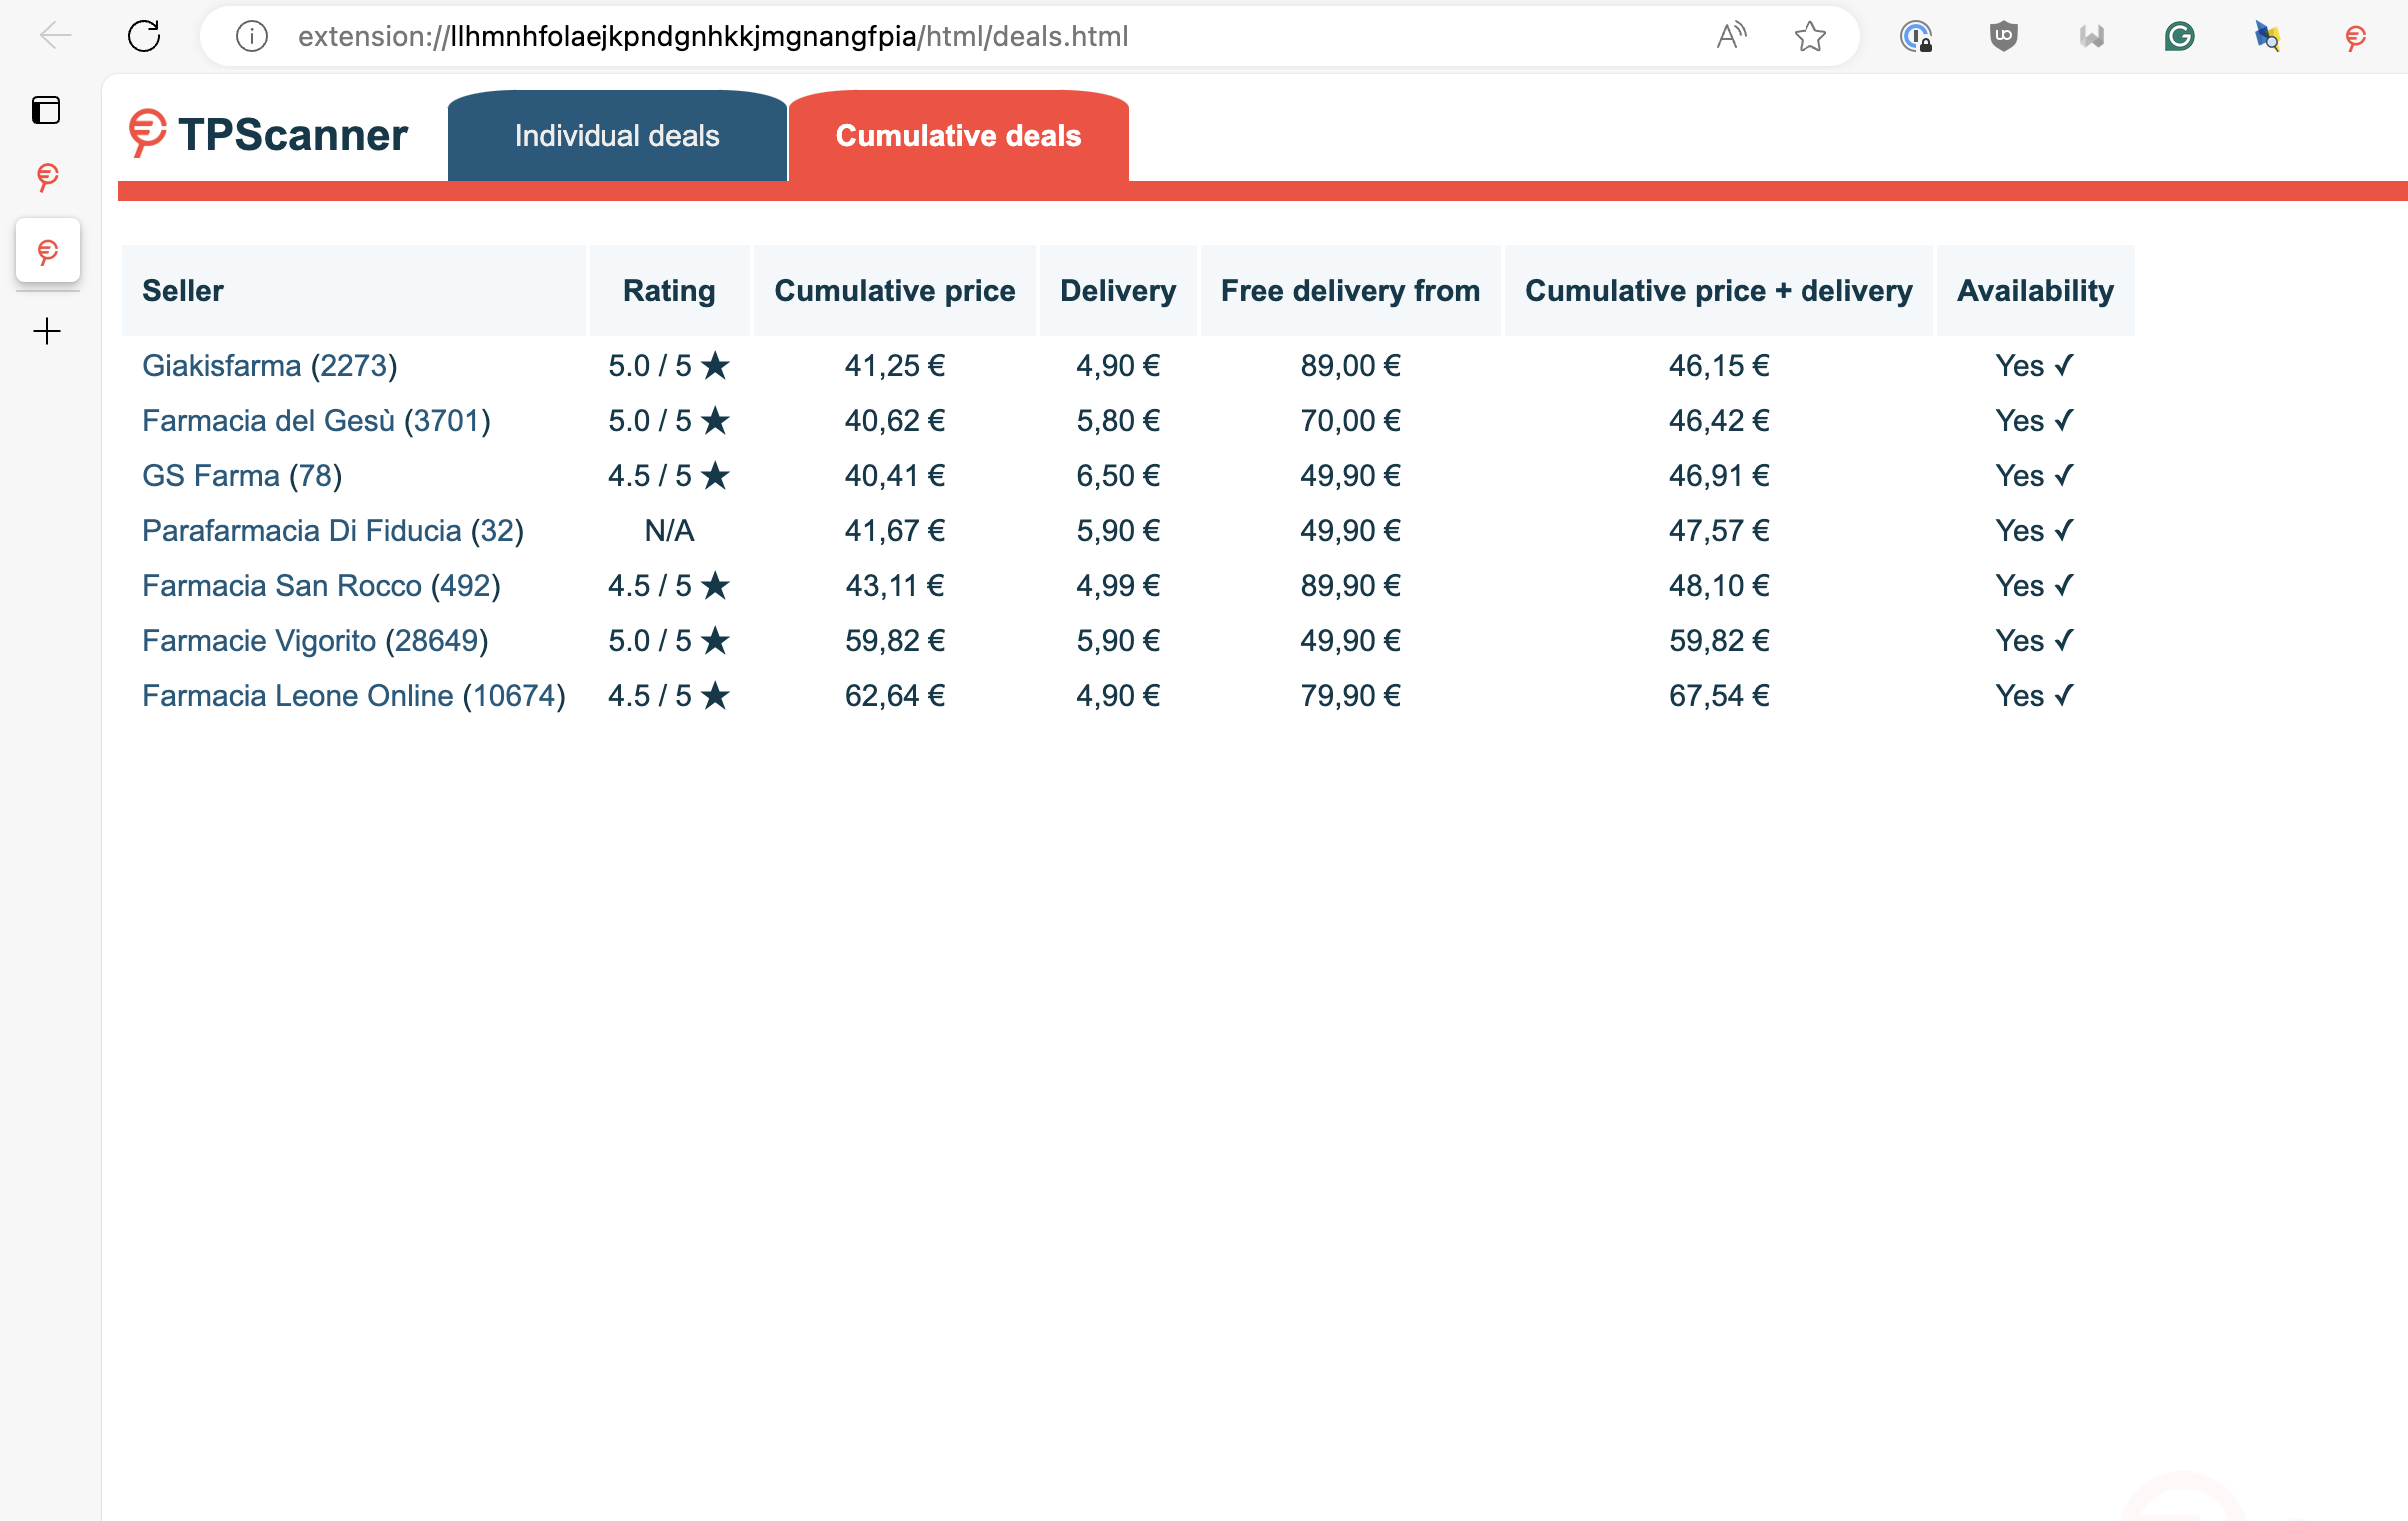 extension://llhmnhfolaejkpndgnhkkjmgnangfpia/html/deals.html
TPScanner
Individual deals
Cumulative deals
Seller Rating Cumulative price Delivery Free delivery from Cumulative price + delivery Availability
Giakisfarma (2273) 5.0 / 5 ★ 41,25 € 4,90 € 89,00 € 46,15 € Yes ✓
Farmacia del Gesù (3701) 5.0 / 5 ★ 40,62 € 5,80 € 70,00 € 46,42 € Yes ✓
GS Farma (78) 4.5 / 5 ★ 40,41 € 6,50 € 49,90 € 46,91 € Yes ✓
Parafarmacia Di Fiducia (32) N/A 41,67 € 5,90 € 49,90 € 47,57 € Yes ✓
Farmacia San Rocco (492) 4.5 / 5 ★ 43,11 € 4,99 € 89,90 € 48,10 € Yes ✓
Farmacie Vigorito (28649) 5.0 / 5 ★ 59,82 € 5,90 € 49,90 € 59,82 € Yes ✓
Farmacia Leone Online (10674) 4.5 / 5 ★ 62,64 € 4,90 € 79,90 € 67,54 € Yes ✓